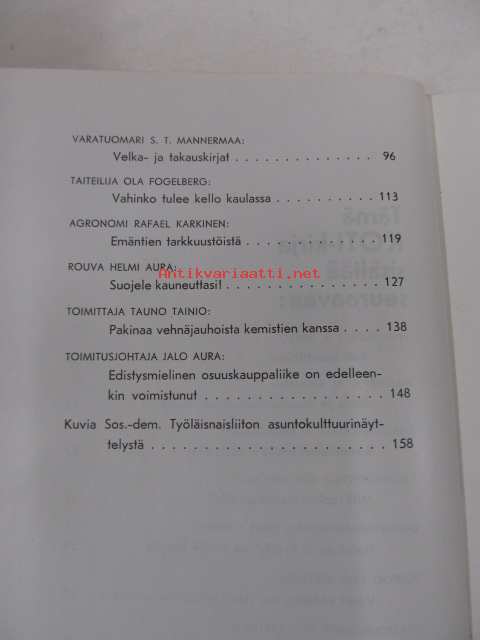 VARATUOMARI S. T. MANNERMAA:
Velka- ja takauskirjat . . . . . . . . . . . . 96
TAITEILIJA OLA FOGELBERG:
Vahinko tulee kello kaulassa . . . . . . . . . 113
AGRONOMI RAFAEL KARKINEN:
Emäntien tarkkuustöistä . . . . . . . . . . . 119
ROUVA HELMI AURA:
Antikvariaatti.net
Suojele kauneuttasi! . . . . . . . . . . . . . 127
TOIMITTAJA TAUNO TAINIO:
Pakinaa vehnäjauhoista kemistien kanssa . . . . 138
TOIMITUSJOHTAJA JALO AURA:
Edistysmielinen osuuskauppaliike on edelleen-
kin voimistunut . . . . . . . . . . . . . . . . 148
Kuvia Sos.-dem. Työläisnaisliiton asuntokulttuurinäyt-
telystä . . . . . . . . . . . . . . . . . . . . . 158